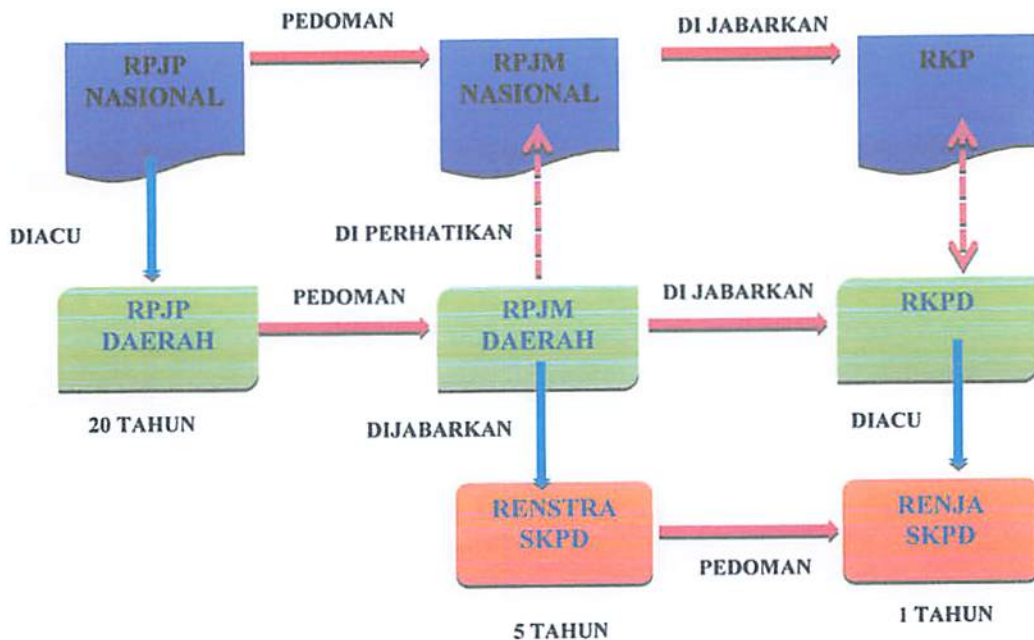 PEDOMAN
DI JABARKAN
RPJP
NASIONAL
RPJM
NASIONAL
RKP
DIACU
DI PERHATIKAN
RPJP
DAERAH
PEDOMAN
RPJM
DAERAH
DI JABARKAN
RKPD
20 TAHUN
DIJABARKAN
DIACU
RENSTRA
SKPD
RENJA
SKPD
PEDOMAN
5 TAHUN
1 TAHUN